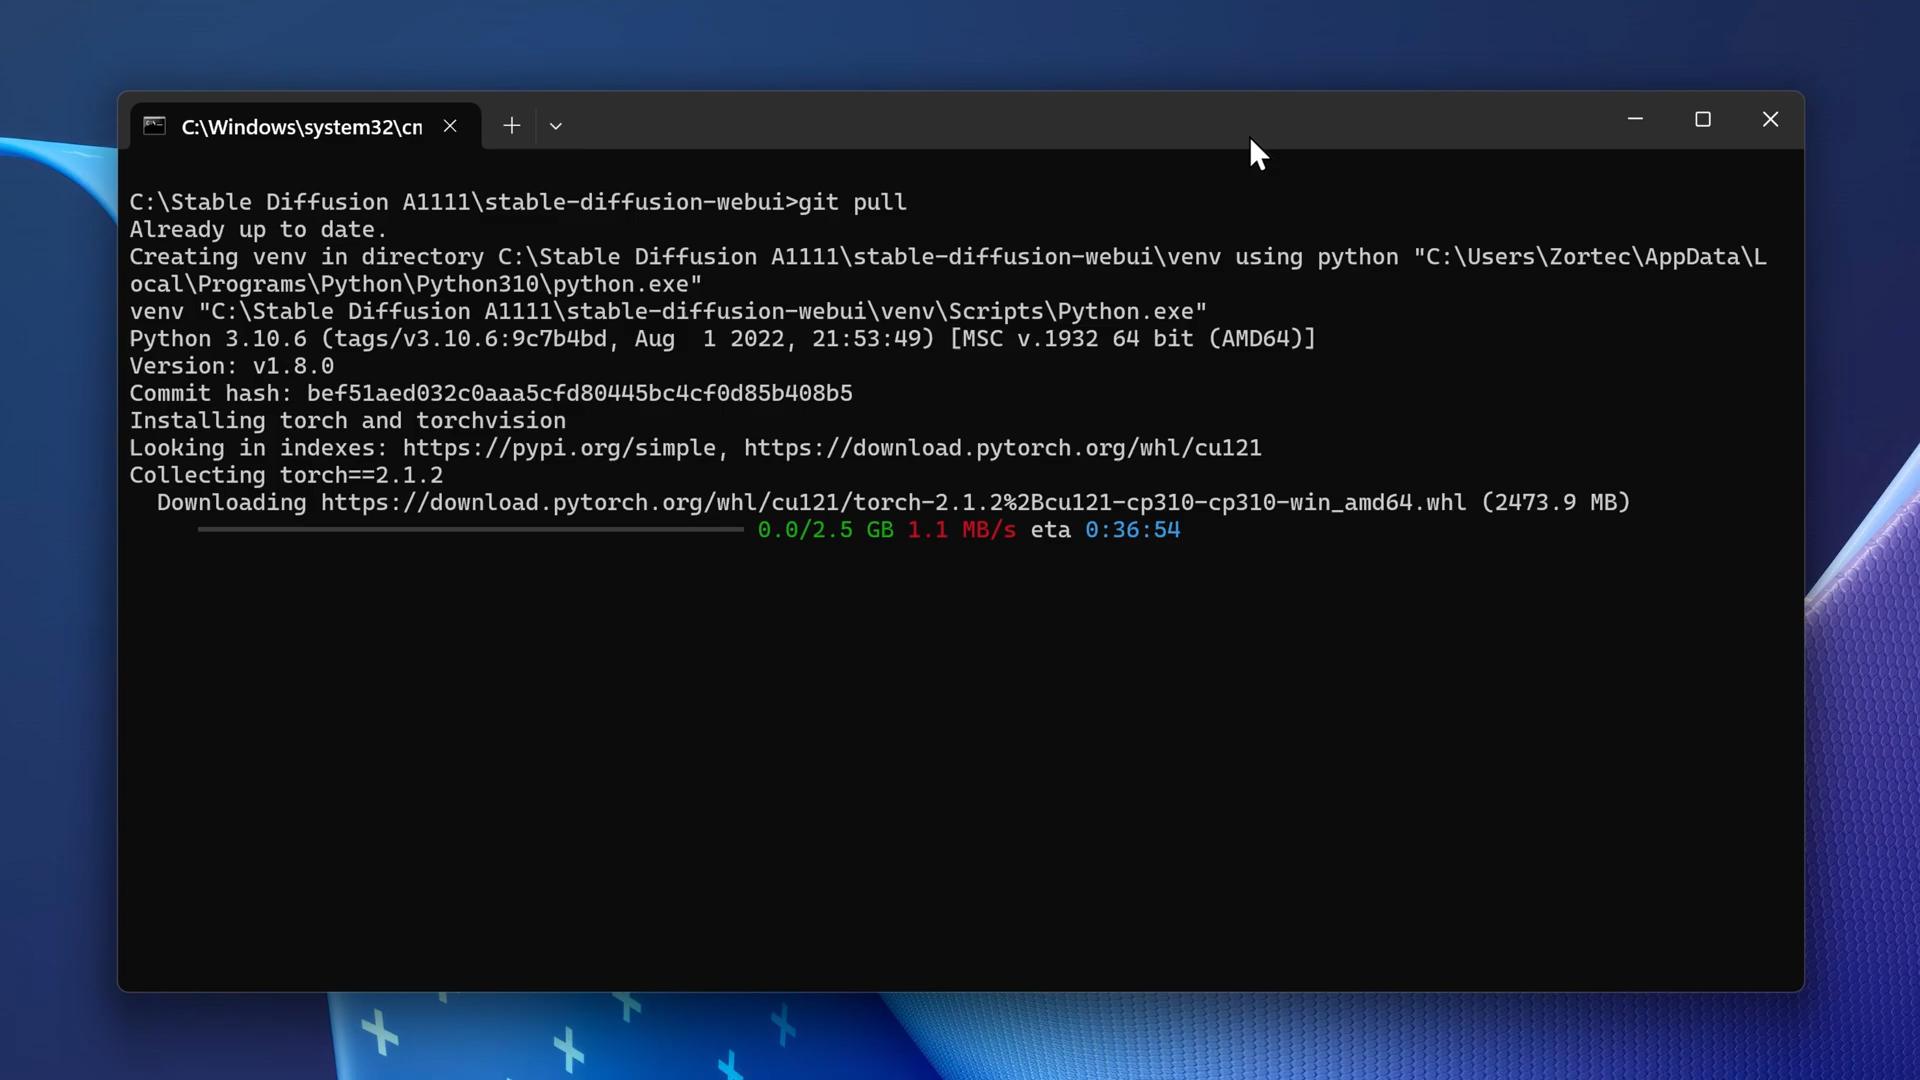 C:\Windows\system32\cn
C:\Stable Diffusion A1111\stable-diffusion-webui>git pull
Already up to date.
Creating venv in directory C:\Stable Diffusion A1111\stable-diffusion-webui\venv using python "C:\Users\Zortec\AppData\L
ocal\Programs\Python\Python310\python.exe"
venv "C:\Stable Diffusion A1111\stable-diffusion-webui\venv\Scripts\Python.exe"
Python 3.10.6 (tags/v3.10.6:9c7b4bd, Aug  1 2022, 21:53:49) [MSC v.1932 64 bit (AMD64)]
Version: v1.8.0
Commit hash: bef51aed032c0aaa5cfd80445bc4cf0d85b408b5
Installing torch and torchvision
Looking in indexes: https://pypi.org/simple, https://download.pytorch.org/whl/cu121
Collecting torch==2.1.2
Downloading https://download.pytorch.org/whl/cu121/torch-2.1.2%2Bcu121-cp310-cp310-win_amd64.whl (2473.9 MB)
0.0/2.5 GB 1.1 MB/s eta 0:36:54